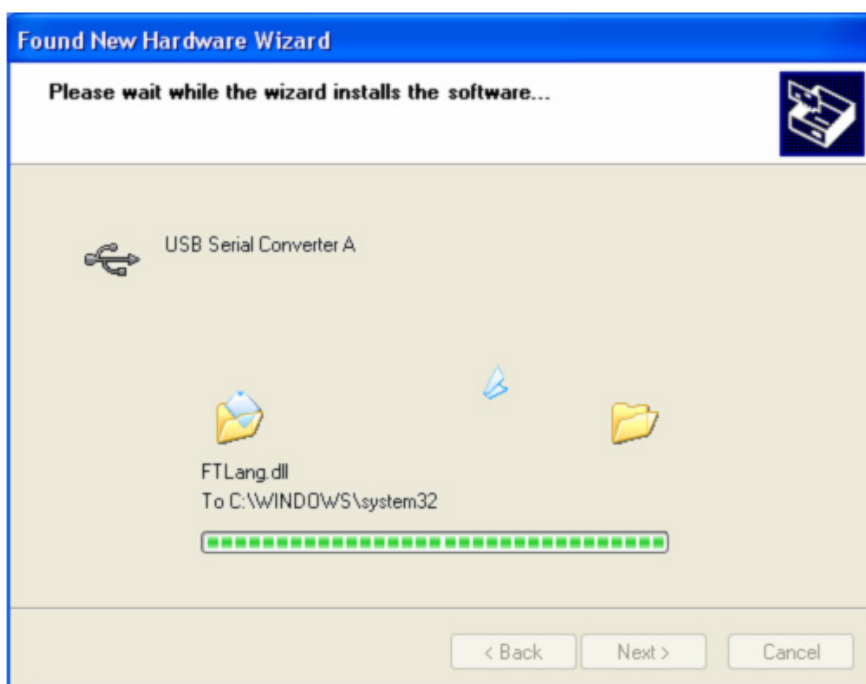 Found New Hardware Wizard
Please wait while the wizard installs the software...
USB Serial Converter A
FTLang.dll
To C:\WINDOWS\system32
< Back
Next >
Cancel